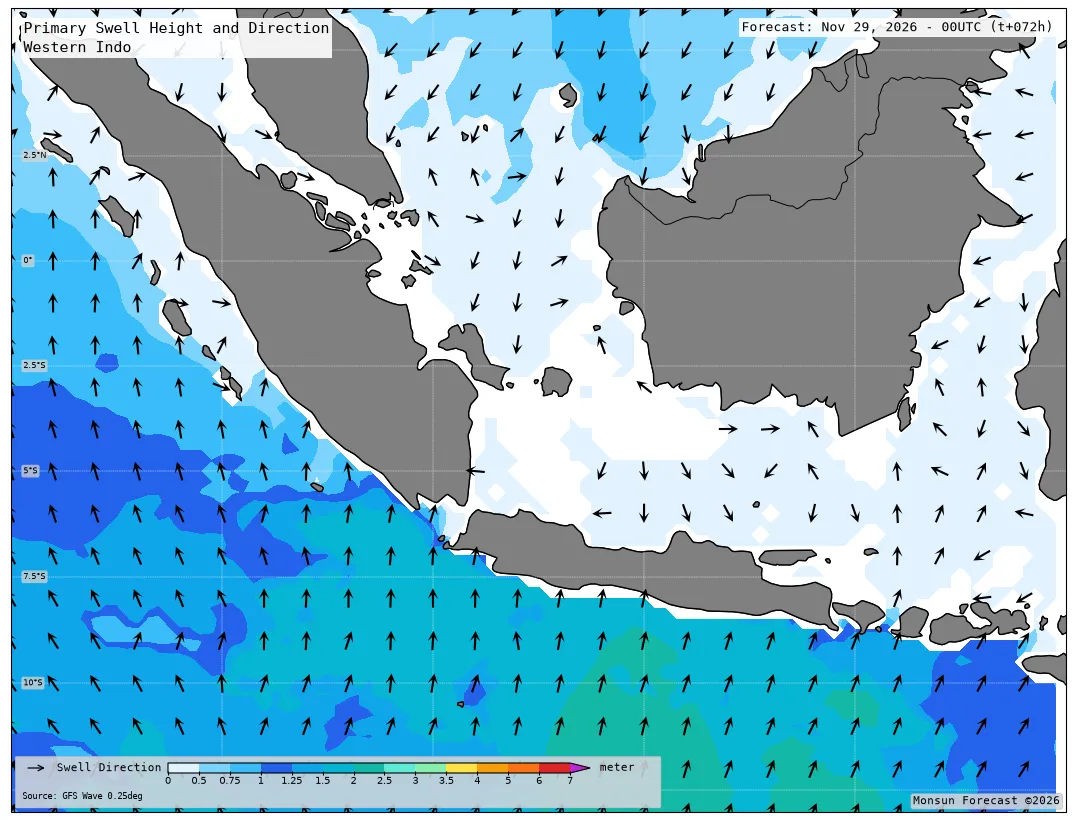 Primary Swell Height and Direction
Western Indo
Forecast: Nov 29, 2026 - 00UTC (t+072h)
2.5°N
0°
2.5°S
5°S
7.5°S
10°S
Swell Direction
0 0.5 0.75 1 1.25 1.5 2 2.5 3 3.5 4 5 6 7
meter
Source: GFS Wave 0.25deg
Monsun Forecast ©2026